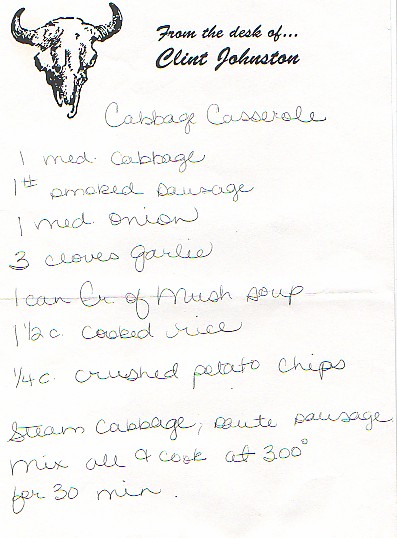 From the desk of...
Clint Johnston
Cabbage Casserole
1 med. Cabbage
1# smoked sausage
1 med onion
3 cloves garlic
1 can Cr of Mush soup
1 1/2 c. cooked rice
1/4 c. crushed potato chips
Steam Cabbage, saute sausage
mix all & cook at 300°
for 30 min.